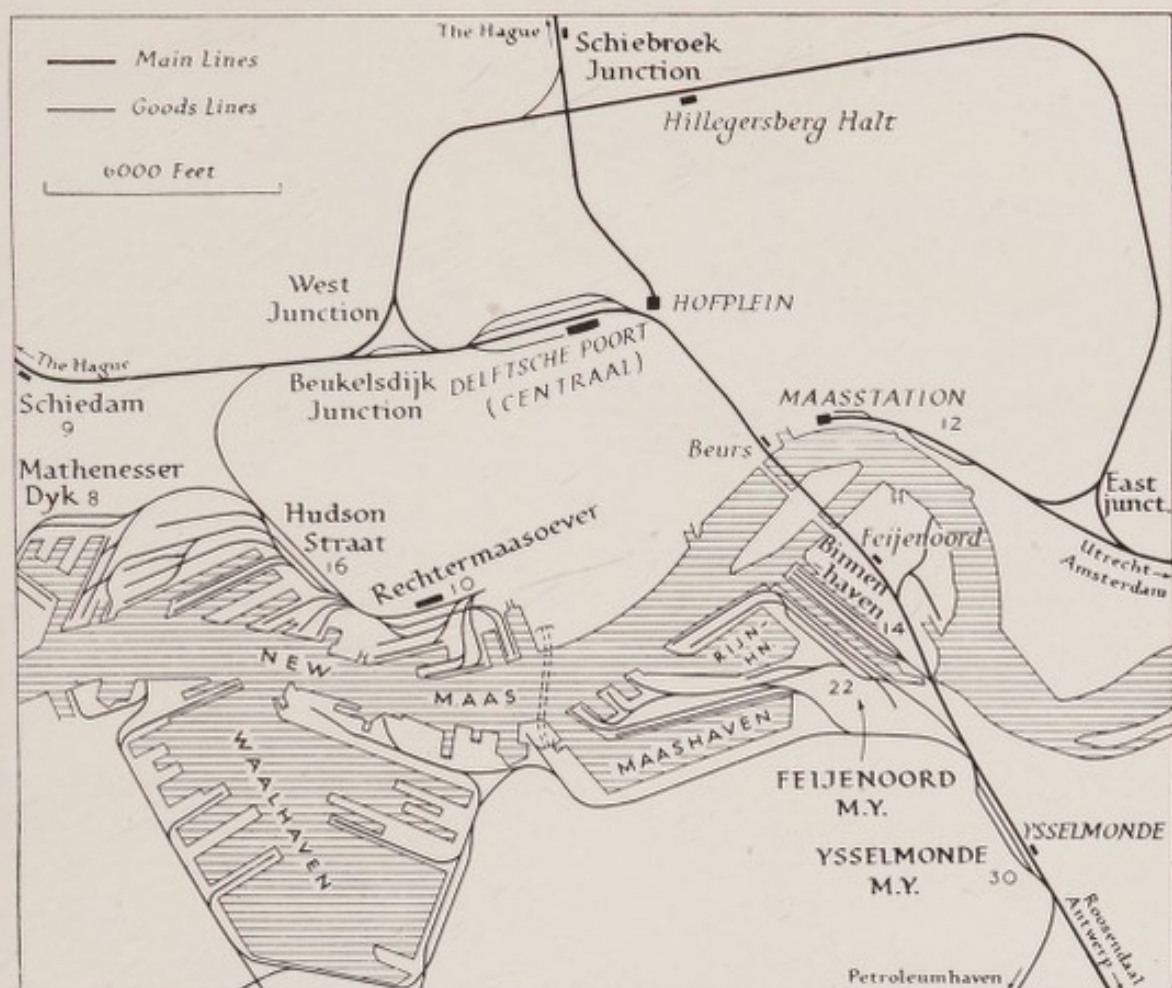 The Hague
Schiebroek
Junction
Main Lines
Goods Lines
Hillegersberg Halt
6000 Feet
West
Junction
HOFPLEIN
The Hague
DELFTSCHE POORT
(CENTRAAL)
Beukelsdijk
Junction
Schiedam
9
MAASSTATION
12
Beurs
Mathenesser
Dyk 8
East
junct.
Hudson
Straat
16
Rechtermaasoever
10
Feijenoord
Binnen
-haven
14
Utrecht
Amsterdam
RIJN-
HN.
NEW
MAAS
22
MAASHAVEN
WAALHAVEN
FEIJENOORD
M.Y.
YSSELMONDE
YSSELMONDE
M.Y.
30
Roosendaal
Antwerp
Petroleumhaven